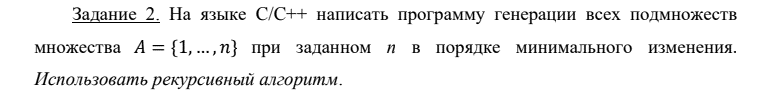 Задание 2. На языке C/C++ написать программу генерации всех подмножеств
множества A = {1, … , n} при заданном n в порядке минимального изменения.
Использовать рекурсивный алгоритм.